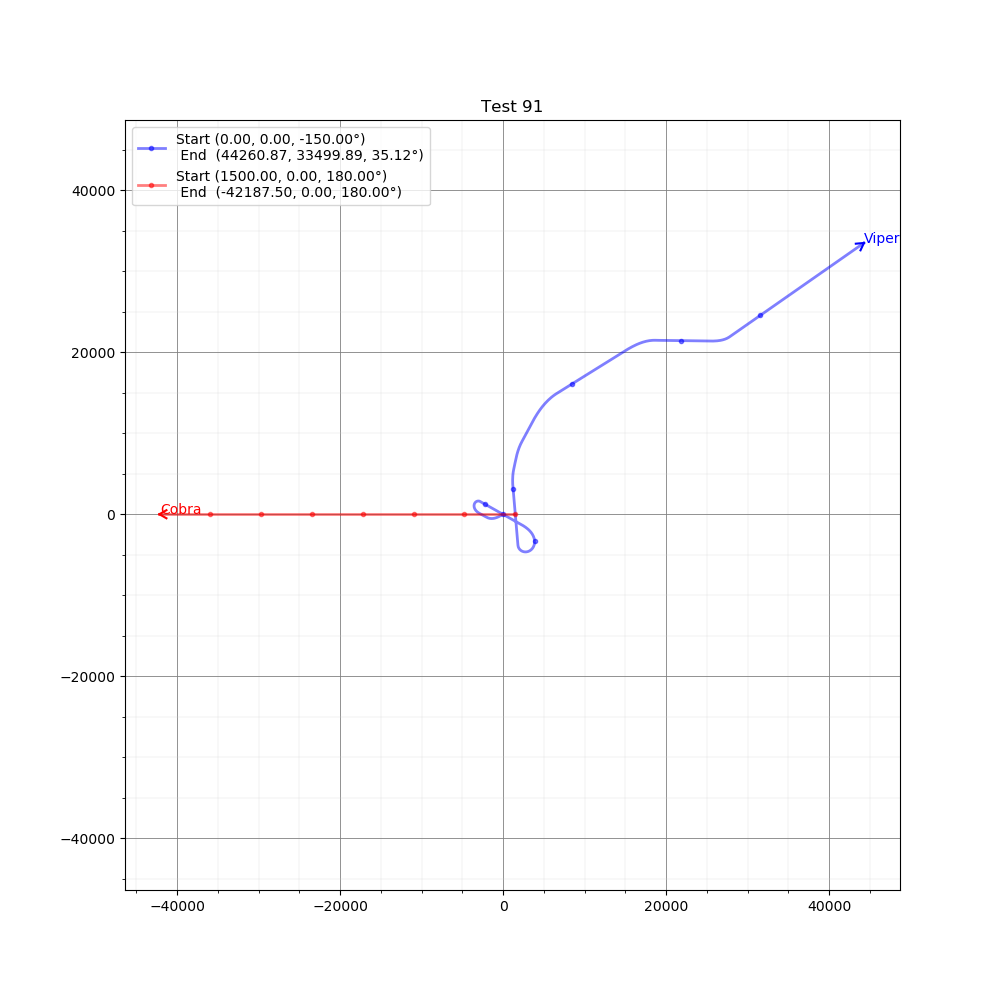 Test 91
Start (0.00, 0.00, -150.00°)
End  (44260.87, 33499.89, 35.12°)
Start (1500.00, 0.00, 180.00°)
End  (-42187.50, 0.00, 180.00°)
40000
Viper
20000
Cobra
0
−20000
−40000
−40000 −20000 0 20000 40000